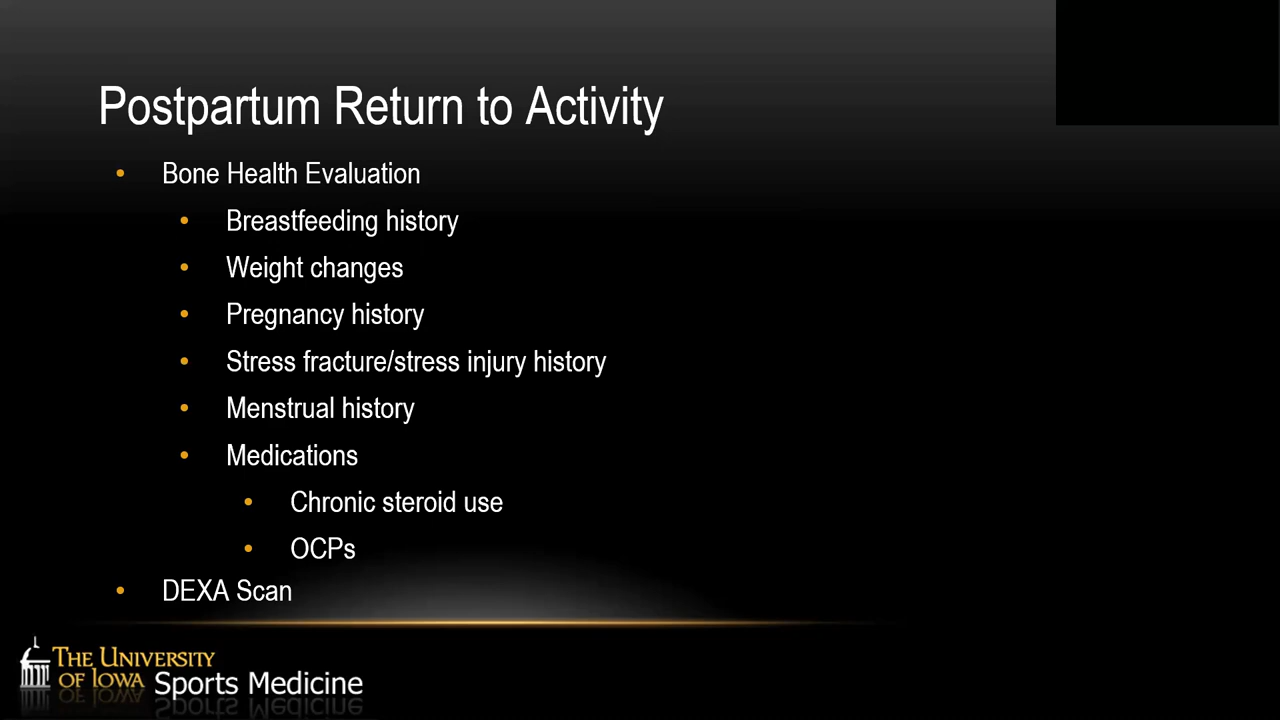 Postpartum Return to Activity
• Bone Health Evaluation
• Breastfeeding history
• Weight changes
• Pregnancy history
• Stress fracture/stress injury history
• Menstrual history
• Medications
• Chronic steroid use
• OCPs
• DEXA Scan
THE UNIVERSITY
OF IOWA Sports Medicine